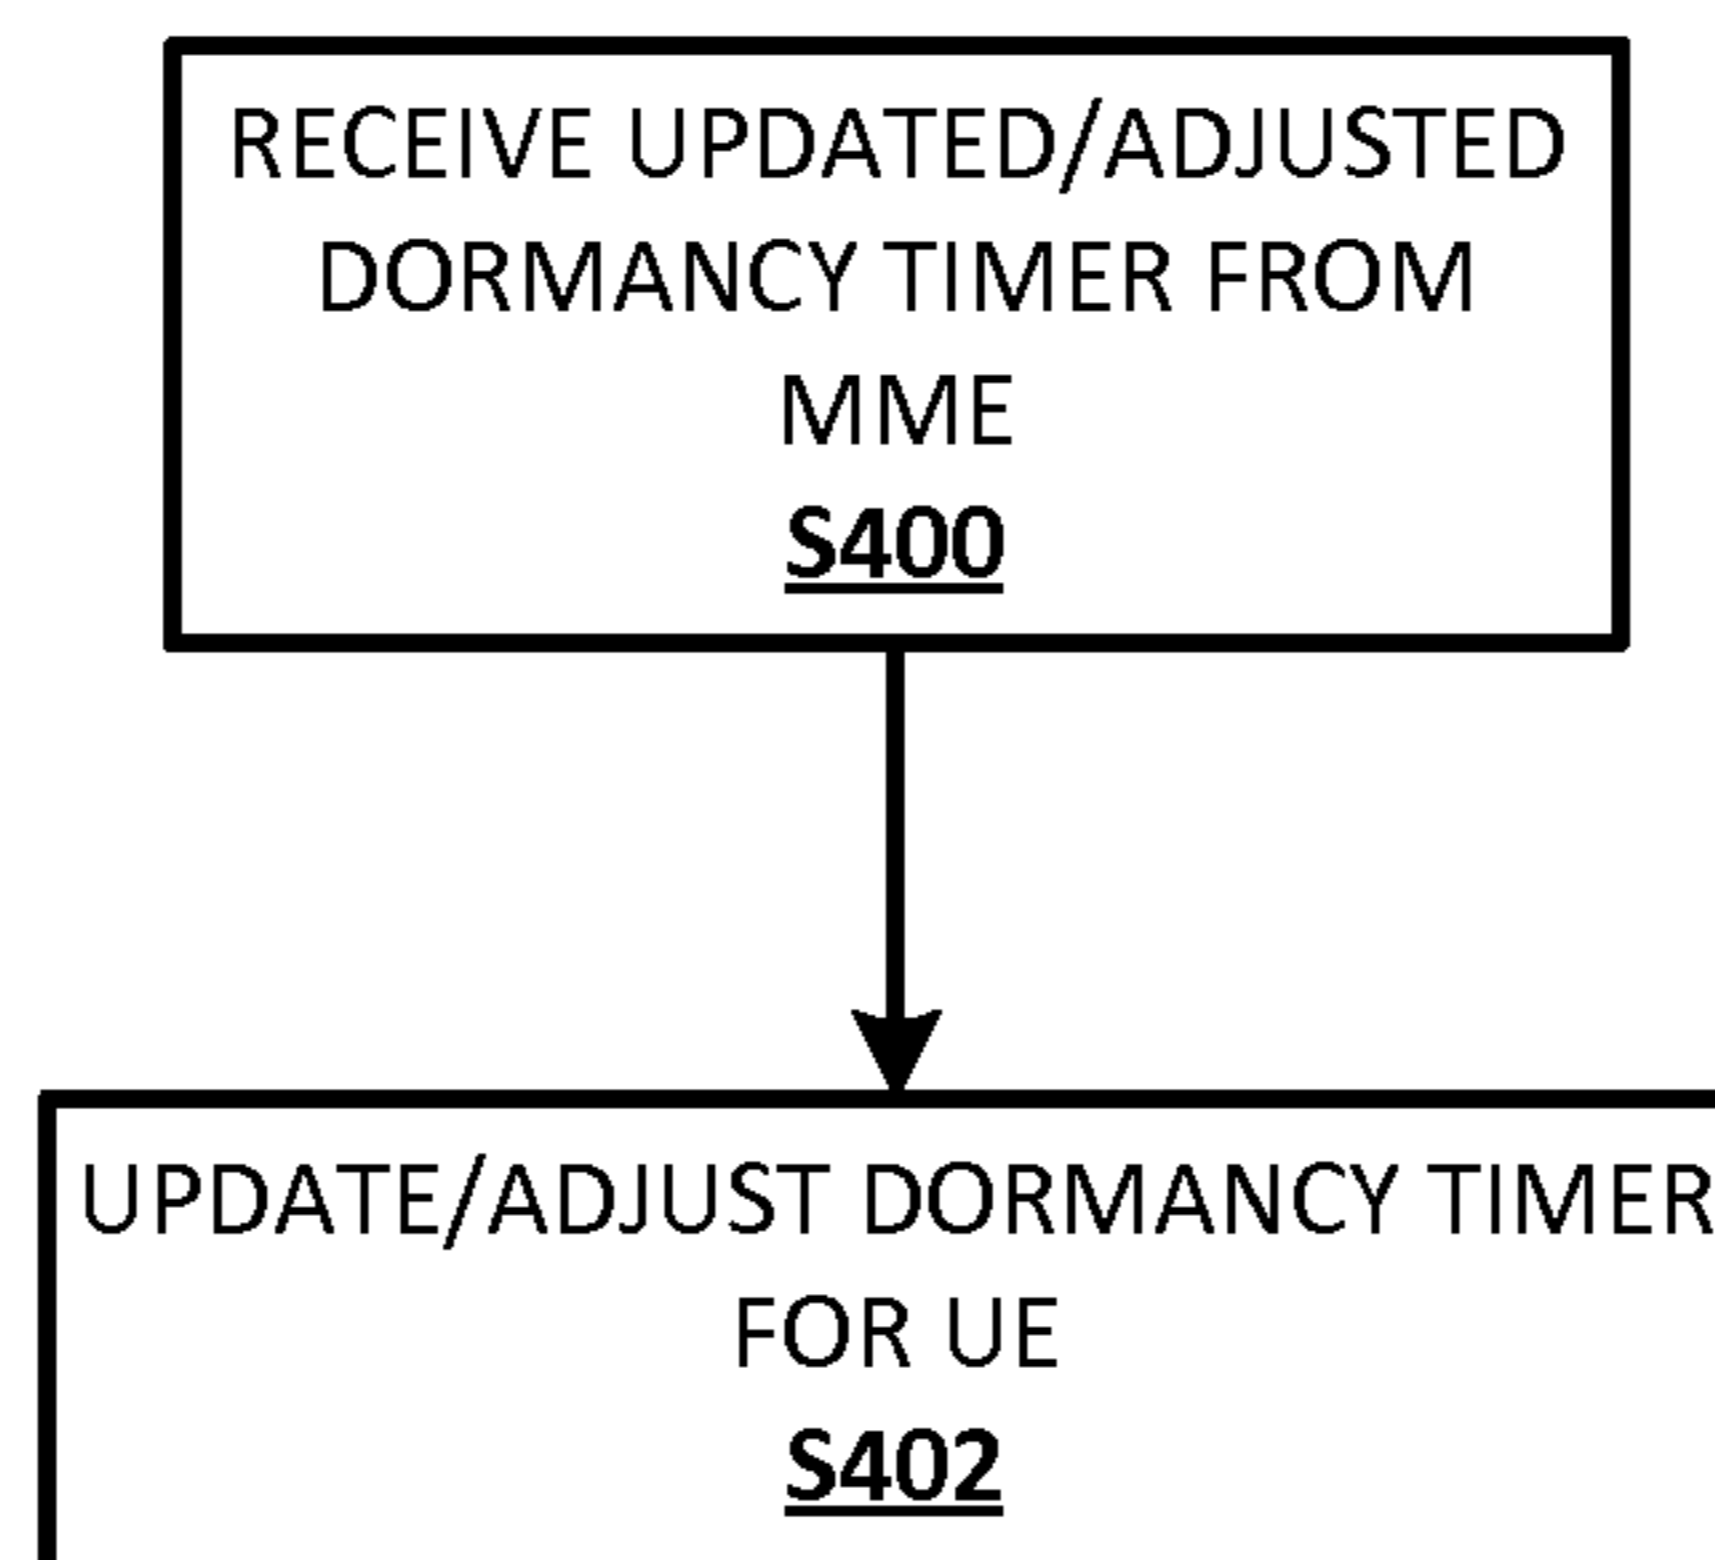 RECEIVE UPDATED/ADJUSTED
DORMANCY TIMER FROM
MME
S400
UPDATE/ADJUST DORMANCY TIMER
FOR UE
S402